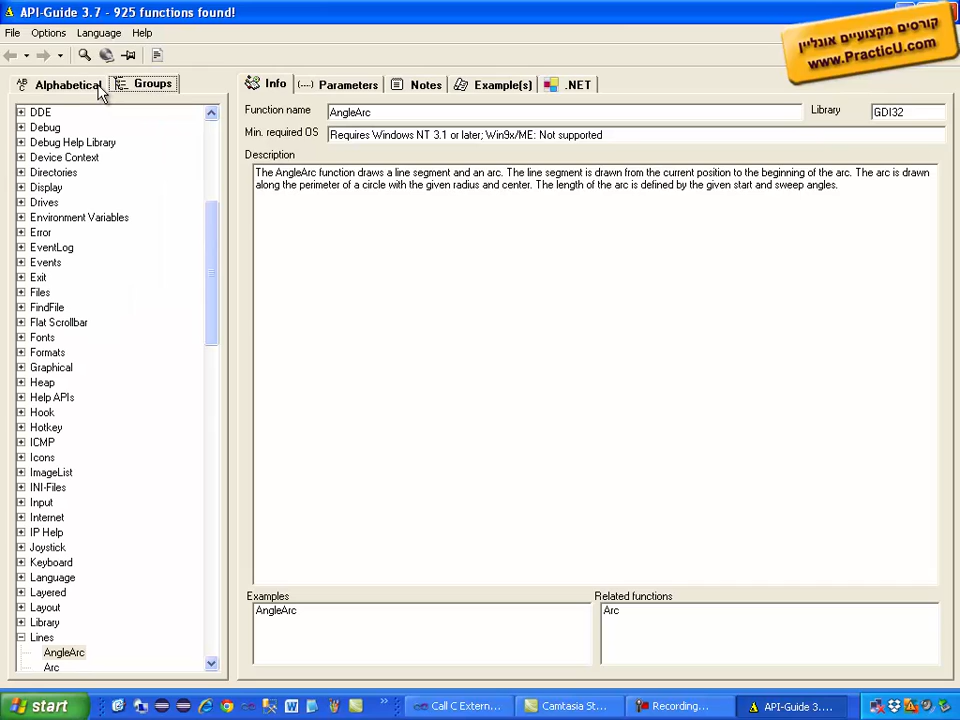 API-Guide 3.7 - 925 functions found!
File Options Language Help
קורסים מקצועיים אונליין
www.PracticU.com
Alphabetical Groups
Info Parameters Notes Example(s) .NET
Function name AngleArc Library GDI32
Min. required OS Requires Windows NT 3.1 or later; Win9x/ME: Not supported
Description
The AngleArc function draws a line segment and an arc. The line segment is drawn from the current position to the beginning of the arc. The arc is drawn
along the perimeter of a circle with the given radius and center. The length of the arc is defined by the given start and sweep angles.
DDE
Debug
Debug Help Library
Device Context
Directories
Display
Drives
Environment Variables
Error
EventLog
Events
Exit
Files
FindFile
Flat Scrollbar
Fonts
Formats
Graphical
Heap
Help APIs
Hook
Hotkey
ICMP
Icons
ImageList
INI-Files
Input
Internet
IP Help
Joystick
Keyboard
Language
Layered
Layout
Library
Lines
AngleArc
Arc
Examples
AngleArc
Related functions
Arc
start
Call C Extern...
Camtasia St...
Recording...
API-Guide 3....